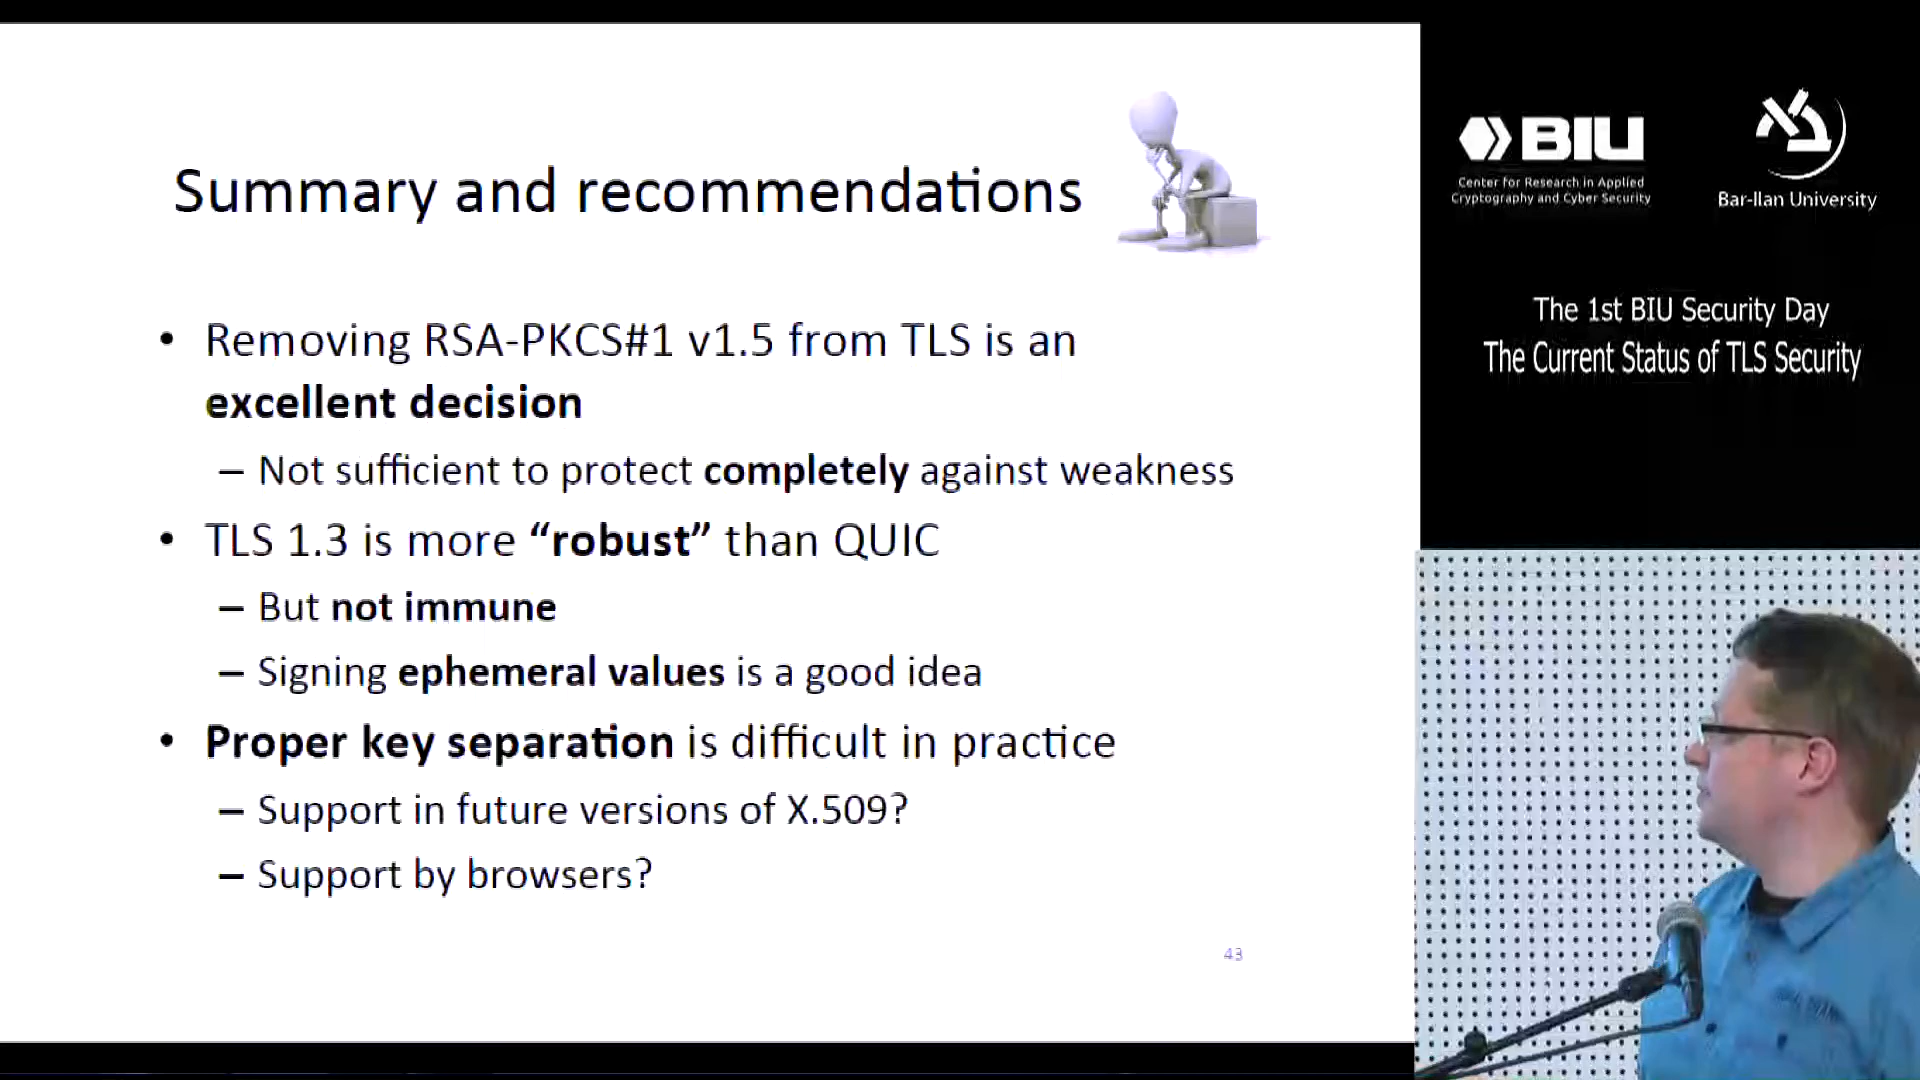 Summary and recommendations
• Removing RSA-PKCS#1 v1.5 from TLS is an
excellent decision
– Not sufficient to protect completely against weakness
• TLS 1.3 is more “robust” than QUIC
– But not immune
– Signing ephemeral values is a good idea
• Proper key separation is difficult in practice
– Support in future versions of X.509?
– Support by browsers?
43
BIU
Center for Research in Applied
Cryptography and Cyber Security
Bar-Ilan University
The 1st BIU Security Day
The Current Status of TLS Security